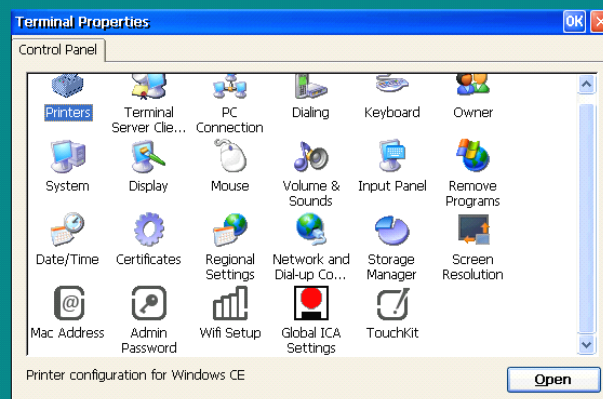 Terminal Properties OK
Control Panel
Printers Terminal Server Clie... PC Connection Dialing Keyboard Owner
System Display Mouse Volume & Sounds Input Panel Remove Programs
Date/Time Certificates Regional Settings Network and Dial-up Co... Storage Manager Screen Resolution
Mac Address Admin Password Wifi Setup Global ICA Settings TouchKit
Printer configuration for Windows CE Open